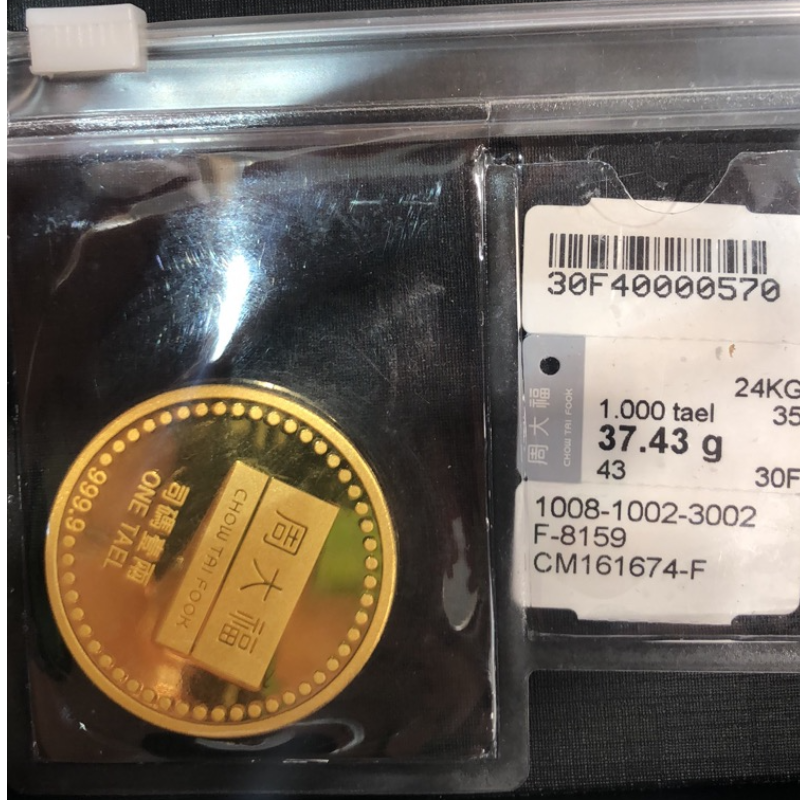 999.9
司碼壹兩
ONE TAEL
周大福
CHOW TAI FOOK
30F40000570
周大福
CHOW TAI FOOK
24KG
1.000 tael
35
37.43 g
43
30F
1008-1002-3002
F-8159
CM161674-F